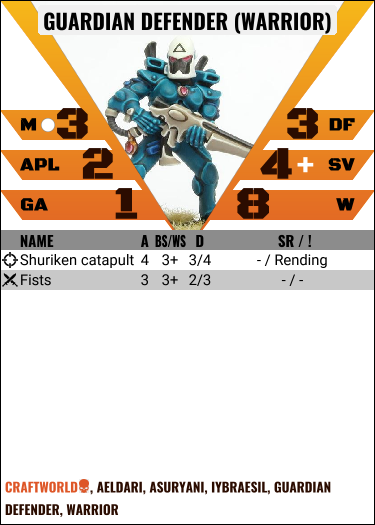 GUARDIAN DEFENDER (WARRIOR)
M 3
3 DF
APL 2
4+ SV
GA 1
8 W
NAME A BS/WS D SR / !
Shuriken catapult 4 3+ 3/4 - / Rending
Fists 3 3+ 2/3 - / -
CRAFTWORLD, AELDARI, ASURYANI, IYBRAESIL, GUARDIAN
DEFENDER, WARRIOR